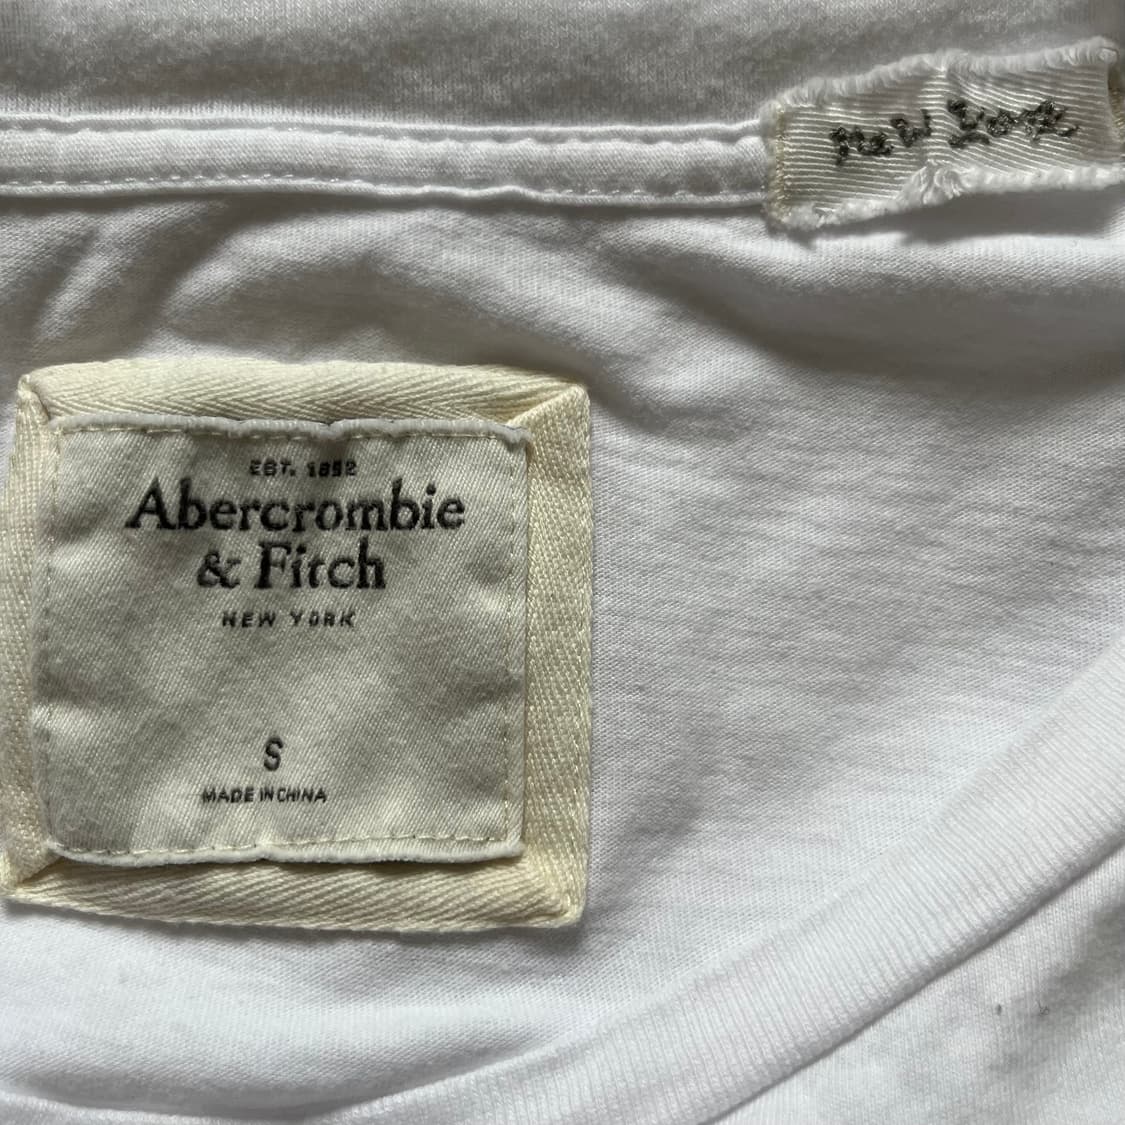 New York
EST. 1892
Abercrombie
& Fitch
NEW YORK
S
MADE IN CHINA